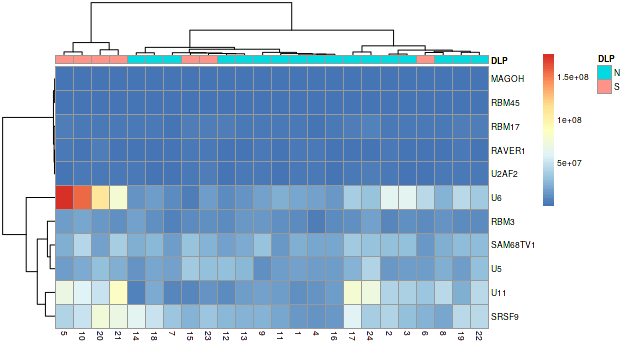 DLP
DLP
N
S
1.5e+08
1e+08
5e+07
MAGOH
RBM45
RBM17
RAVER1
U2AF2
U6
RBM3
SAM68TV1
U5
U11
SRSF9
5 10 20 21 14 18 7 15 23 12 13 9 11 1 4 16 17 24 2 3 6 8 19 22